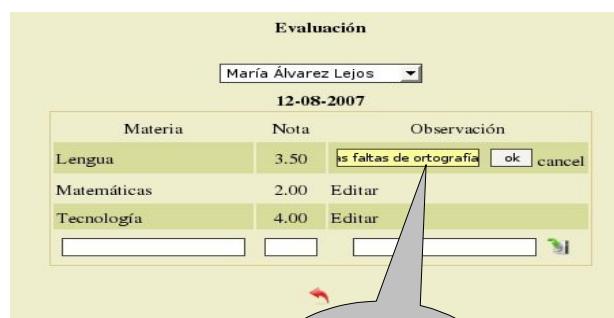 Evaluación
María Álvarez Lejos
12-08-2007
Materia Nota Observación
Lengua 3.50 faltas de ortografía ok cancel
Matemáticas 2.00 Editar
Tecnología 4.00 Editar